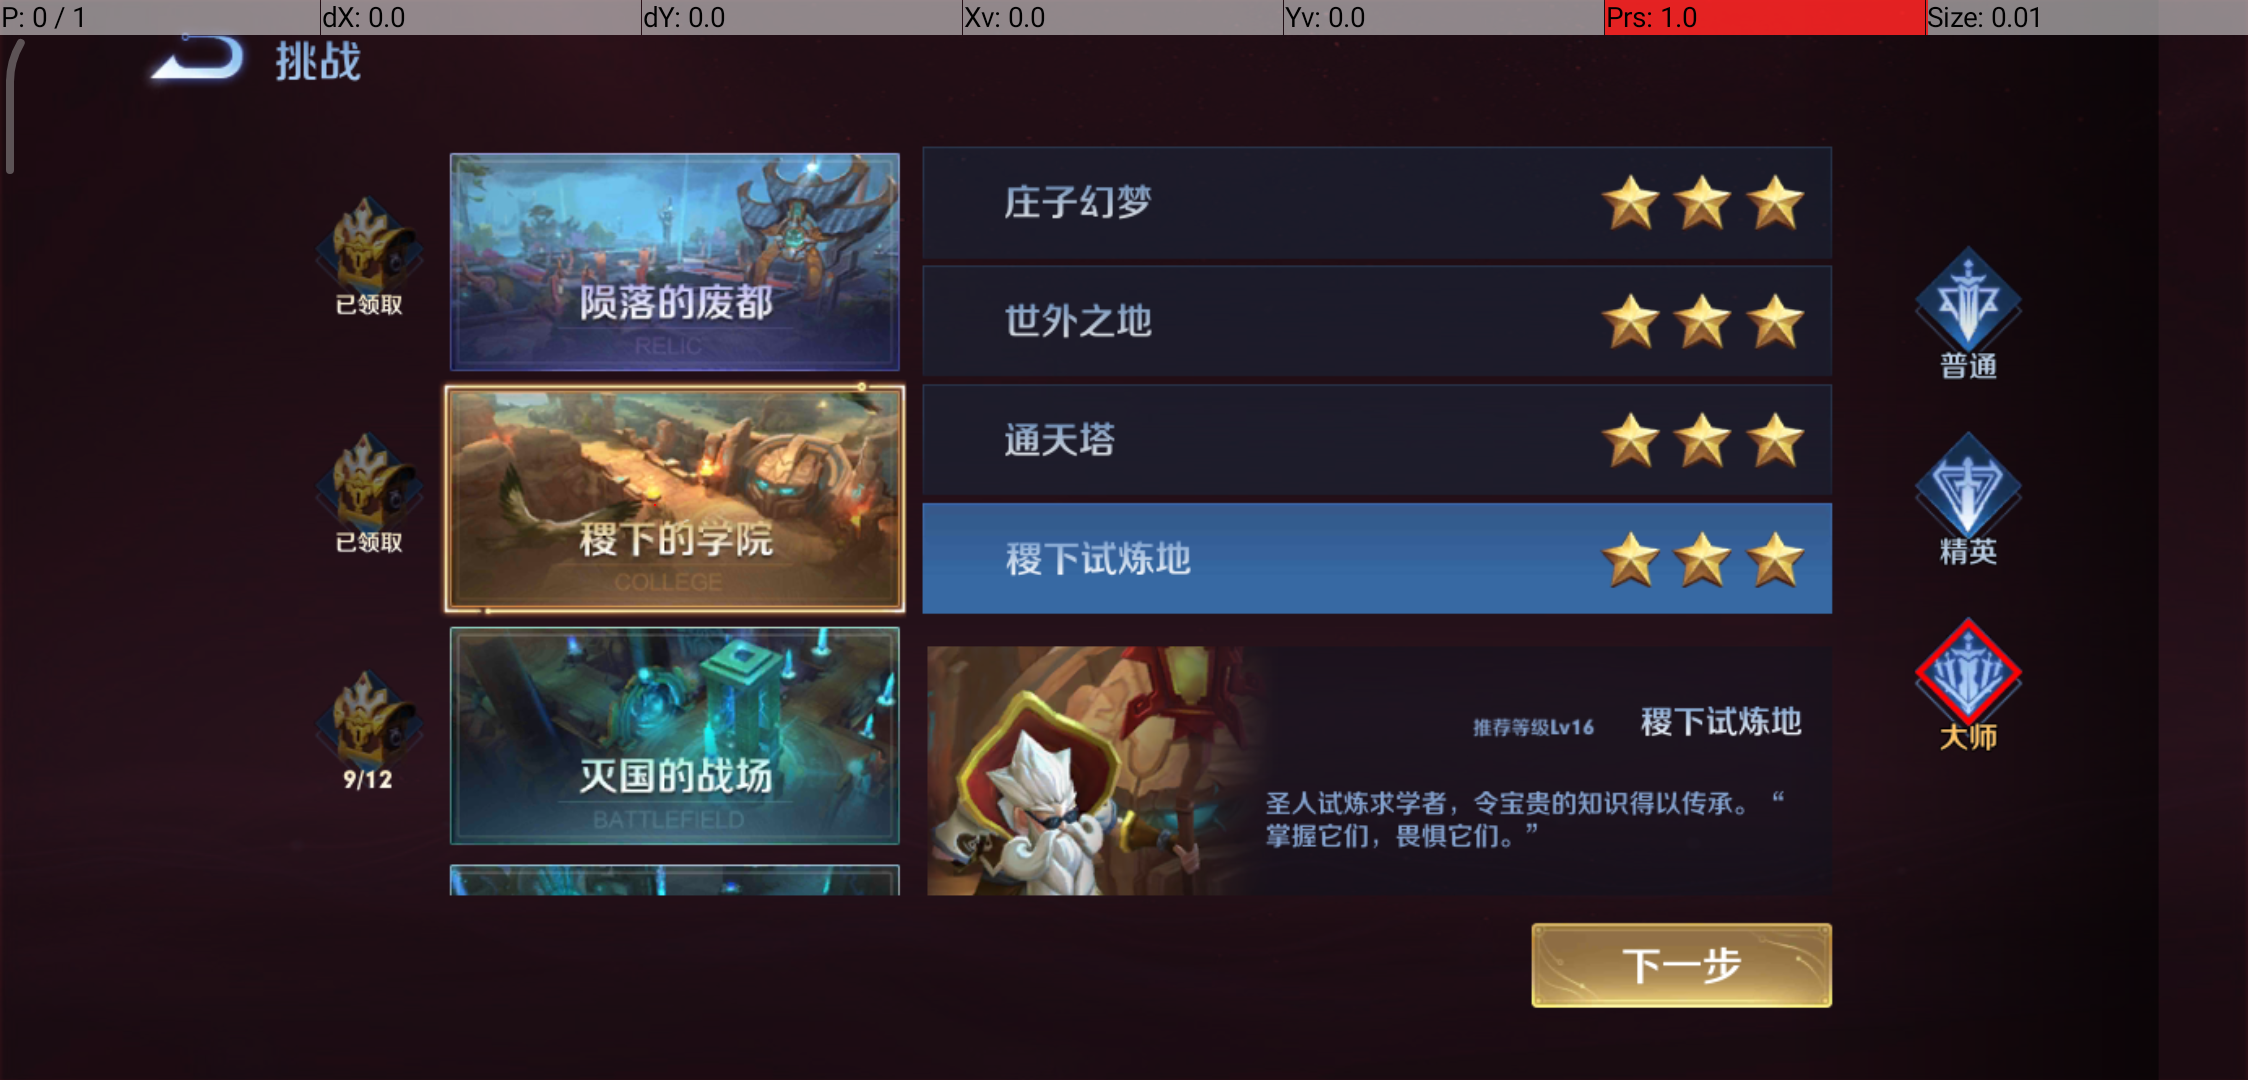 P: 0 / 1
dX: 0.0
dY: 0.0
Xv: 0.0
Yv: 0.0
Prs: 1.0
Size: 0.01
挑战
已领取
陨落的废都
RELIC
已领取
稷下的学院
COLLEGE
9/12
灭国的战场
BATTLEFIELD
庄子幻梦
世外之地
通天塔
稷下试炼地
推荐等级Lv16
稷下试炼地
圣人试炼求学者，令宝贵的知识得以传承。“
掌握它们，畏惧它们。”
普通
精英
大师
下一步